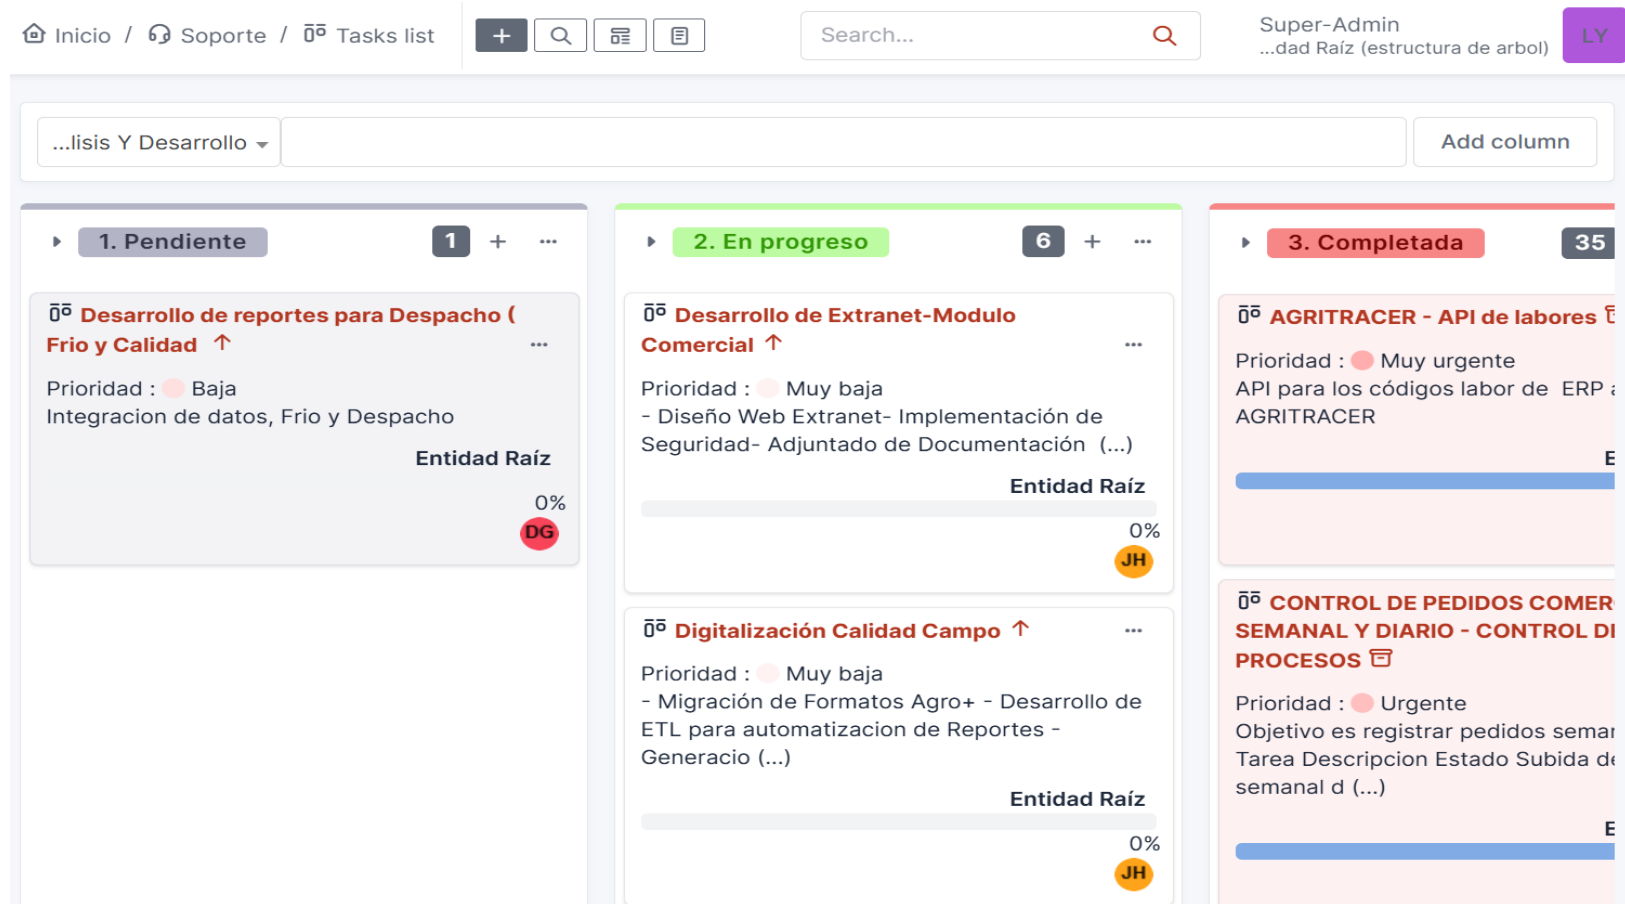 Inicio / Soporte / Tasks list
Search...
Super-Admin
...dad Raíz (estructura de arbol)
LY
...lisis Y Desarrollo
Add column
1. Pendiente
1
Desarrollo de reportes para Despacho (
Frio y Calidad
Prioridad : Baja
Integracion de datos, Frio y Despacho
Entidad Raíz
0%
DG
2. En progreso
6
Desarrollo de Extranet-Modulo
Comercial
Prioridad : Muy baja
- Diseño Web Extranet- Implementación de
Seguridad- Adjuntado de Documentación (...)
Entidad Raíz
0%
JH
Digitalización Calidad Campo
Prioridad : Muy baja
- Migración de Formatos Agro+ - Desarrollo de
ETL para automatizacion de Reportes -
Generacio (...)
Entidad Raíz
0%
JH
3. Completada
35
AGRITRACER - API de labores
Prioridad : Muy urgente
API para los códigos labor de ERP
AGRITRACER
CONTROL DE PEDIDOS
SEMANAL Y DIARIO - CONTROL
PROCESOS
Prioridad : Urgente
Objetivo es registrar pedidos
Tarea Descripcion Estado Subida
semanal d (...)